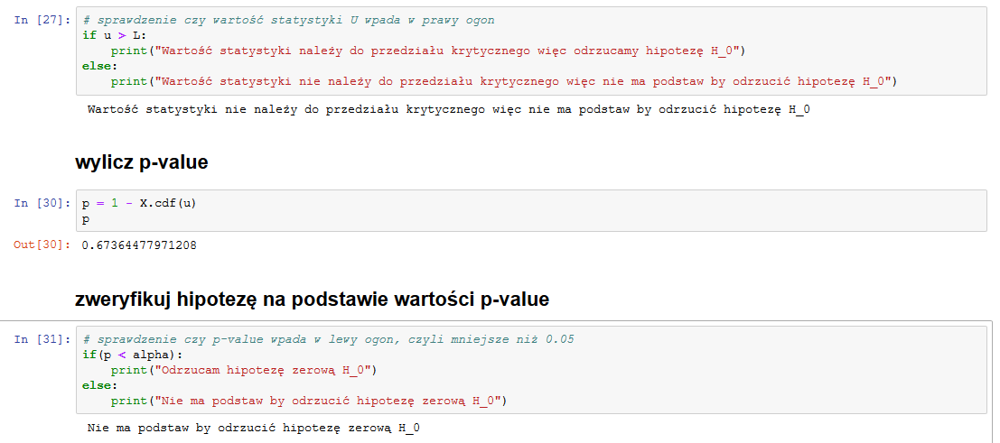 In [27]: # sprawdzenie czy wartość statystyki U wpada w prawy ogon
if u > L:
    print("Wartość statystyki należy do przedziału krytycznego więc odrzucamy hipotezę H_0")
else:
    print("Wartość statystyki nie należy do przedziału krytycznego więc nie ma podstaw by odrzucić hipotezę H_0")
Wartość statystyki nie należy do przedziału krytycznego więc nie ma podstaw by odrzucić hipotezę H_0
wylicz p-value
In [30]: p = 1 - X.cdf(u)
p
Out[30]: 0.67364477971208
zweryfikuj hipotezę na podstawie wartości p-value
In [31]: # sprawdzenie czy p-value wpada w lewy ogon, czyli mniejsze niż 0.05
if(p < alpha):
    print("Odrzucam hipotezę zerową H_0")
else:
    print("Nie ma podstaw by odrzucić hipotezę zerową H_0")
Nie ma podstaw by odrzucić hipotezę zerową H_0